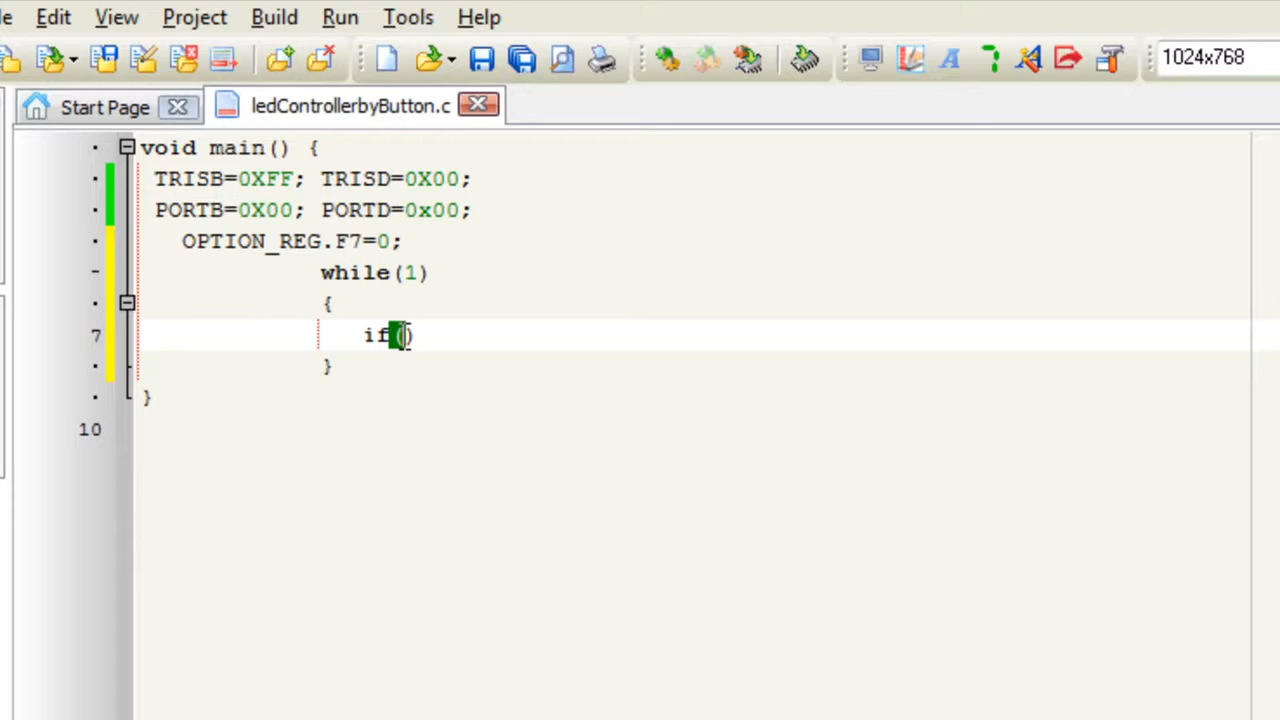 Edit View Project Build Run Tools Help
1024x768
Start Page ledControllerbyButton.c
void main() {
TRISB=0XFF; TRISD=0X00;
PORTB=0X00; PORTD=0x00;
OPTION_REG.F7=0;
while(1)
{
7 if()
}
}
10